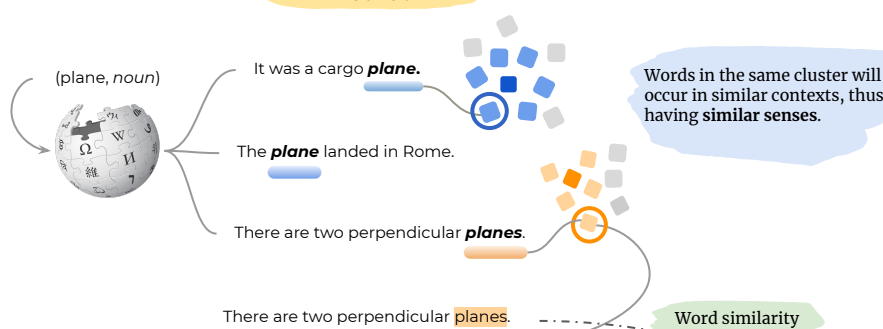 (plane, noun)
It was a cargo plane.
The plane landed in Rome.
There are two perpendicular planes.
There are two perpendicular planes.
Words in the same cluster will
occur in similar contexts, thus
having similar senses.
Word similarity
Ω
W
И
維